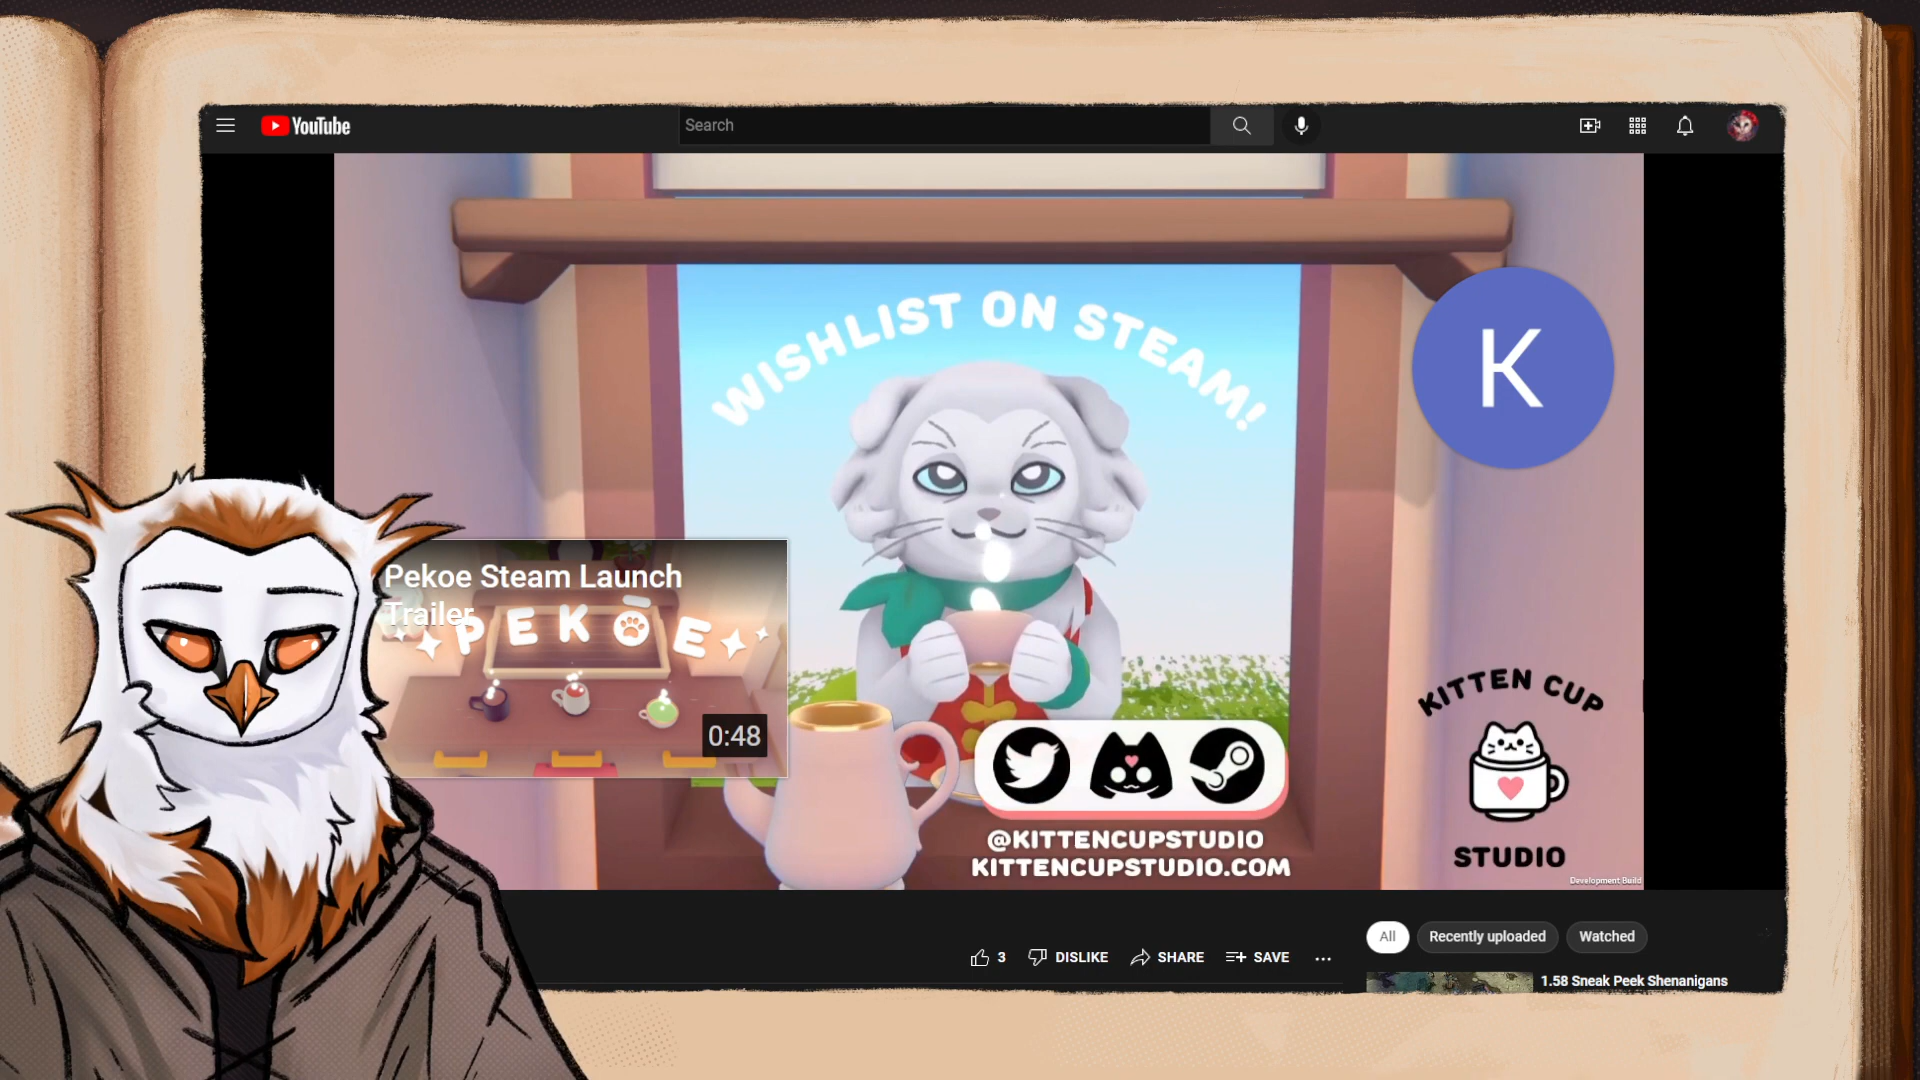 YouTube
Search
WISHLIST ON STEAM!
K
Pekoe Steam Launch
Trailer
PEKOE
0:48
@KITTENCUPSTUDIO
KITTENCUPSTUDIO.COM
KITTEN CUP
STUDIO
Development Build
3 DISLIKE SHARE SAVE
All Recently uploaded Watched
1.58 Sneak Peek Shenanigans